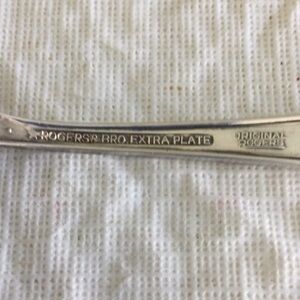 ROGERS & BRO EXTRA PLATE
ORIGINAL
ROGERS